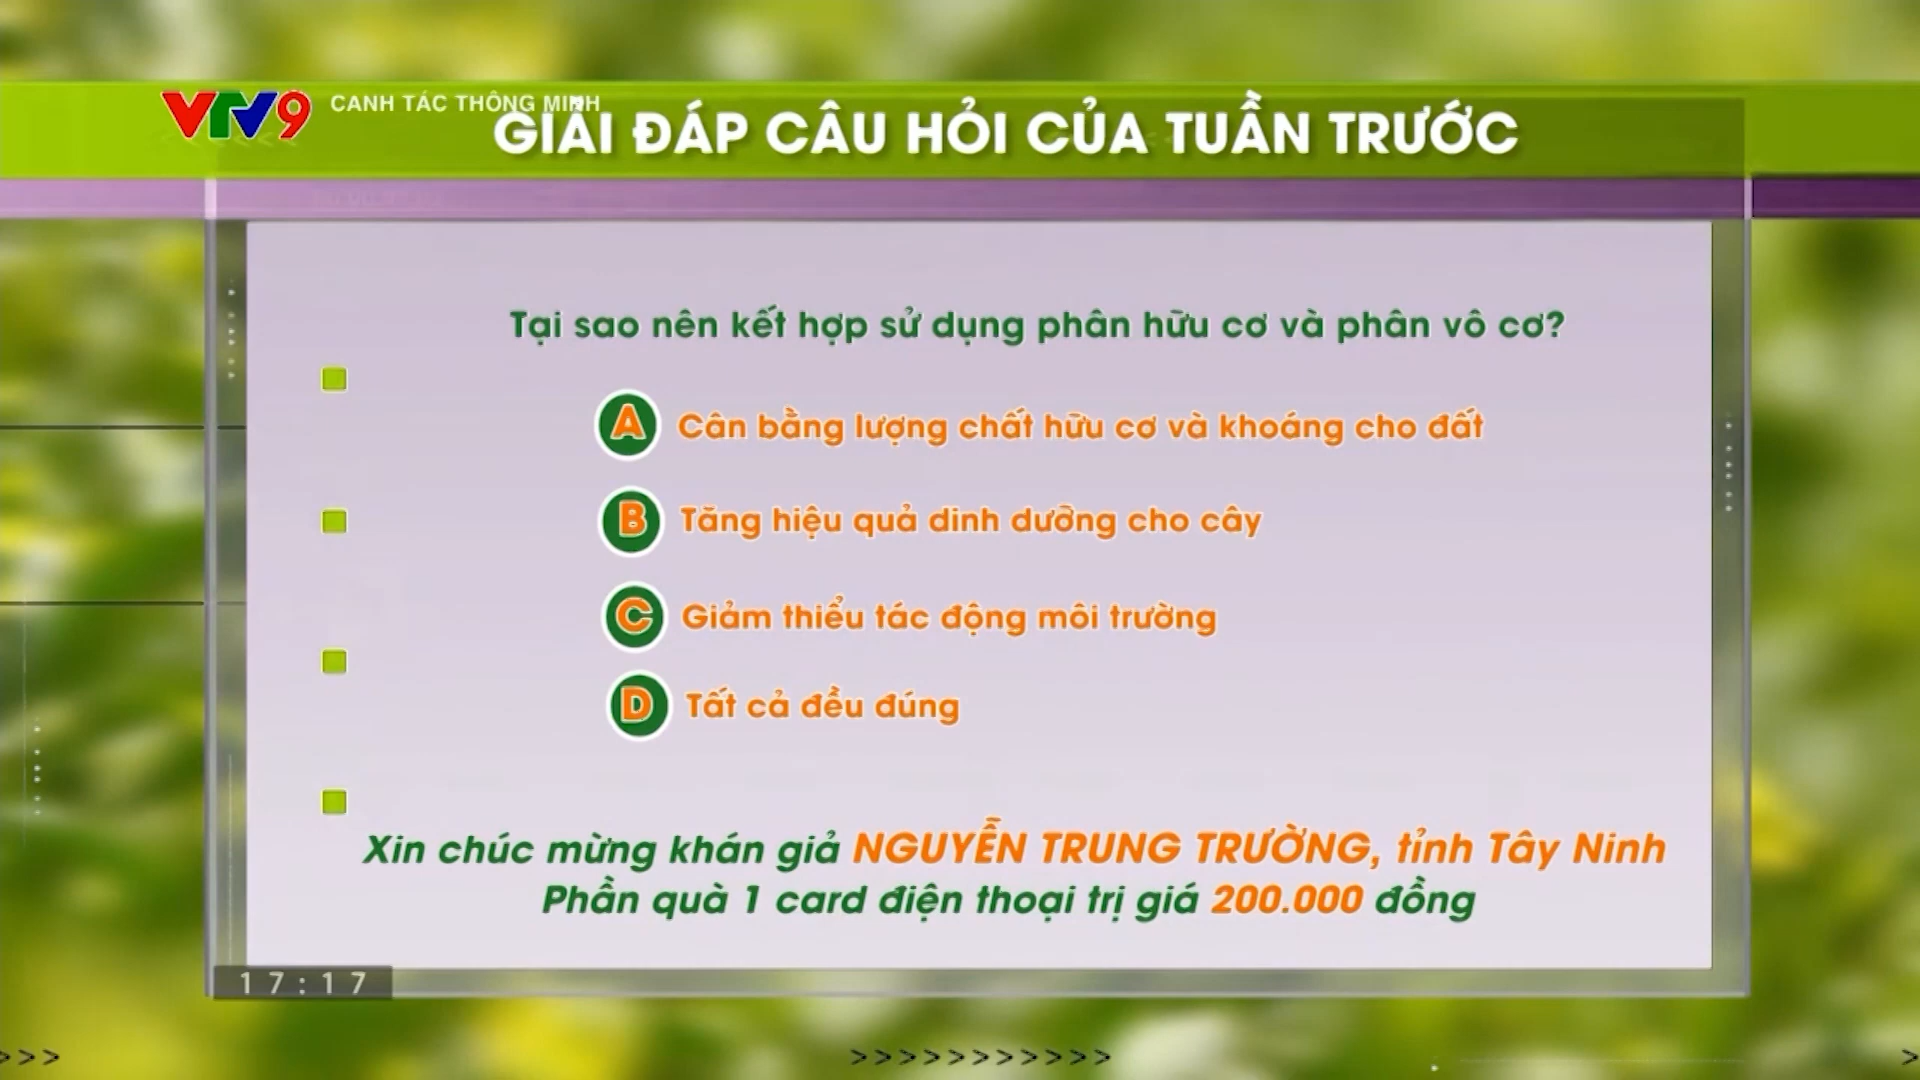 VTV9
CANH TÁC THÔNG MINH
GIẢI ĐÁP CÂU HỎI CỦA TUẦN TRƯỚC
Tại sao nên kết hợp sử dụng phân hữu cơ và phân vô cơ?
A Cân bằng lượng chất hữu cơ và khoáng cho đất
B Tăng hiệu quả dinh dưỡng cho cây
C Giảm thiểu tác động môi trường
D Tất cả đều đúng
Xin chúc mừng khán giả NGUYỄN TRUNG TRƯỜNG, tỉnh Tây Ninh
Phần quà 1 card điện thoại trị giá 200.000 đồng
17:17
>>> >>>>>>>>>>> >